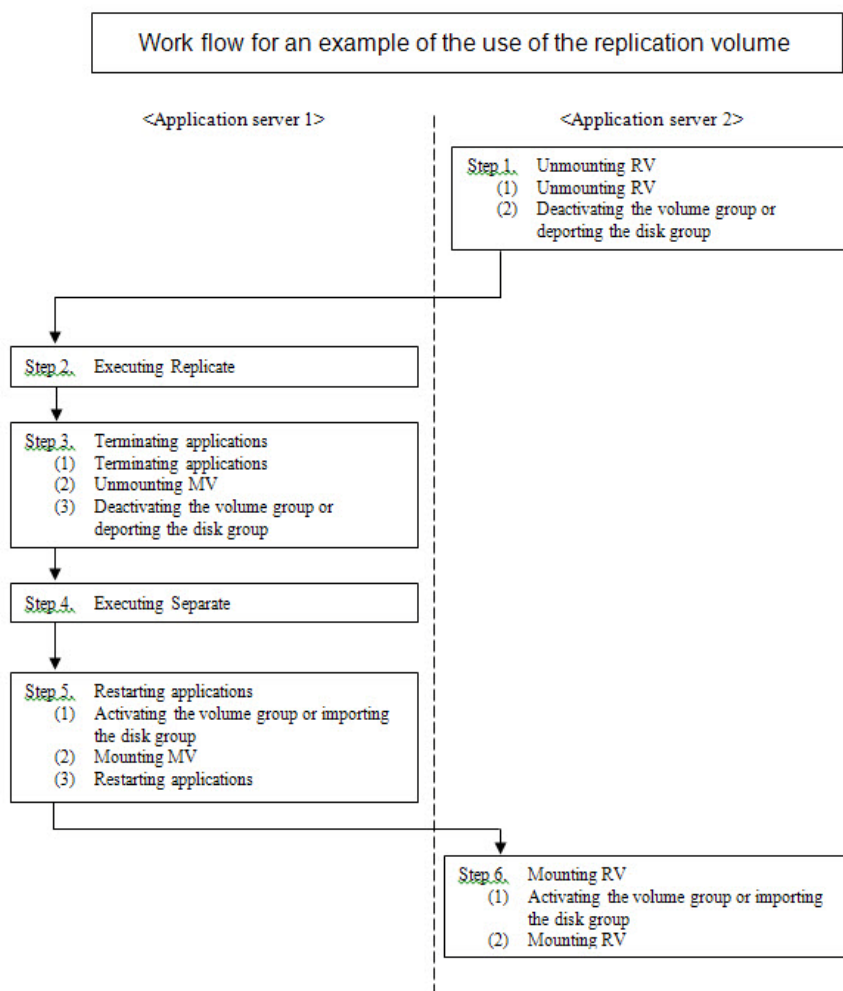 Work flow for an example of the use of the replication volume
<Application server 1>
<Application server 2>
Step 1. Unmounting RV
(1) Unmounting RV
(2) Deactivating the volume group or
deporting the disk group
Step 2. Executing Replicate
Step 3. Terminating applications
(1) Terminating applications
(2) Unmounting MV
(3) Deactivating the volume group or
deporting the disk group
Step 4. Executing Separate
Step 5. Restarting applications
(1) Activating the volume group or importing
the disk group
(2) Mounting MV
(3) Restarting applications
Step 6. Mounting RV
(1) Activating the volume group or importing
the disk group
(2) Mounting RV